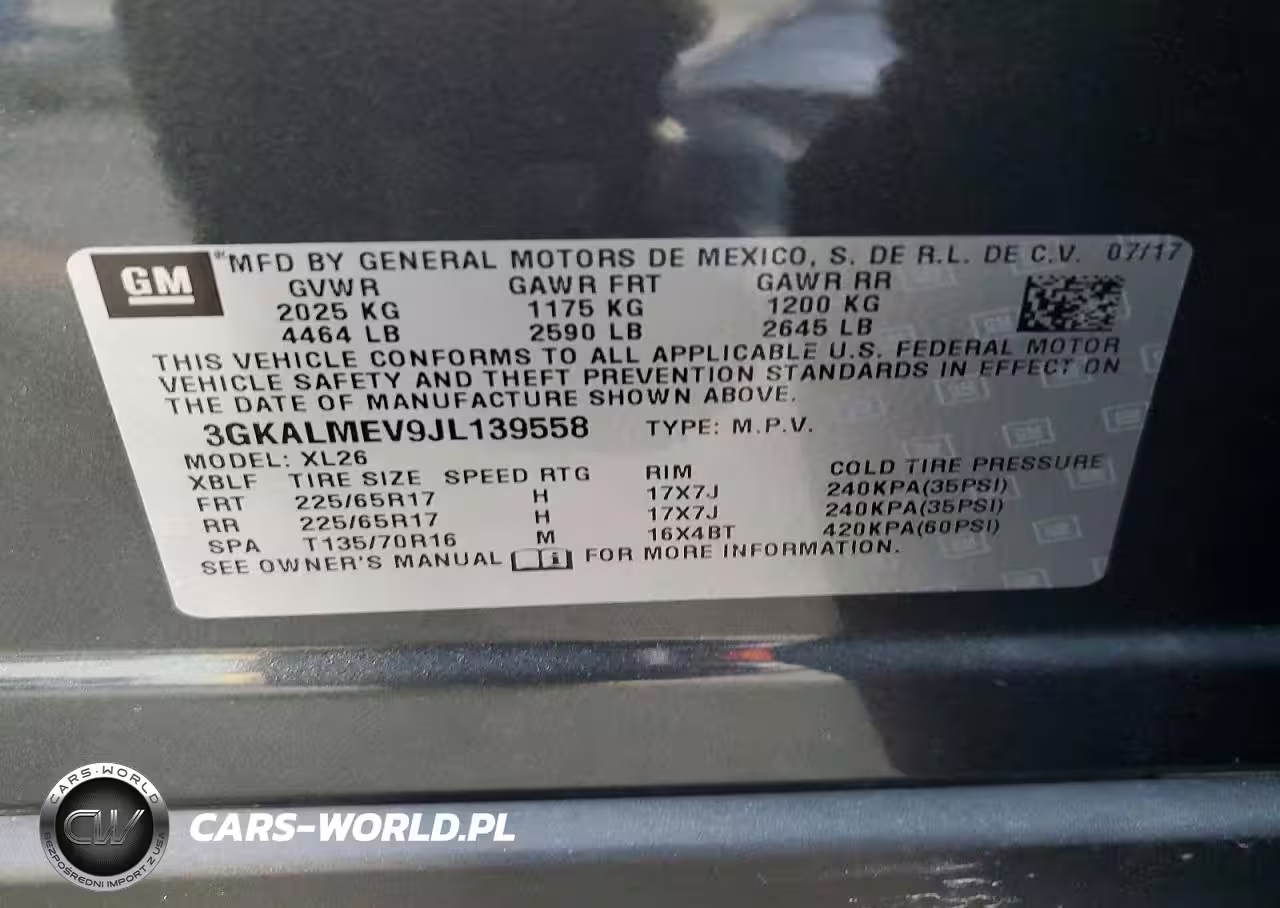 GM
MFD BY GENERAL MOTORS DE MEXICO, S. DE R.L. DE C.V. 07/17
GVWR GAWR FRT GAWR RR
2025 KG 1175 KG 1200 KG
4464 LB 2590 LB 2645 LB
THIS VEHICLE CONFORMS TO ALL APPLICABLE U.S. FEDERAL MOTOR
VEHICLE SAFETY AND THEFT PREVENTION STANDARDS IN EFFECT ON
THE DATE OF MANUFACTURE SHOWN ABOVE.
3GKALMEV9JL139558 TYPE: M.P.V.
MODEL: XL26
XBLF TIRE SIZE SPEED RTG RIM COLD TIRE PRESSURE
FRT 225/65R17 H 17X7J 240KPA(35PSI)
RR 225/65R17 H 17X7J 240KPA(35PSI)
SPA T135/70R16 M 16X4BT 420KPA(60PSI)
SEE OWNER'S MANUAL FOR MORE INFORMATION.
CARS-WORLD
CW
BEZPOŚREDNI IMPORT Z USA
CARS-WORLD.PL